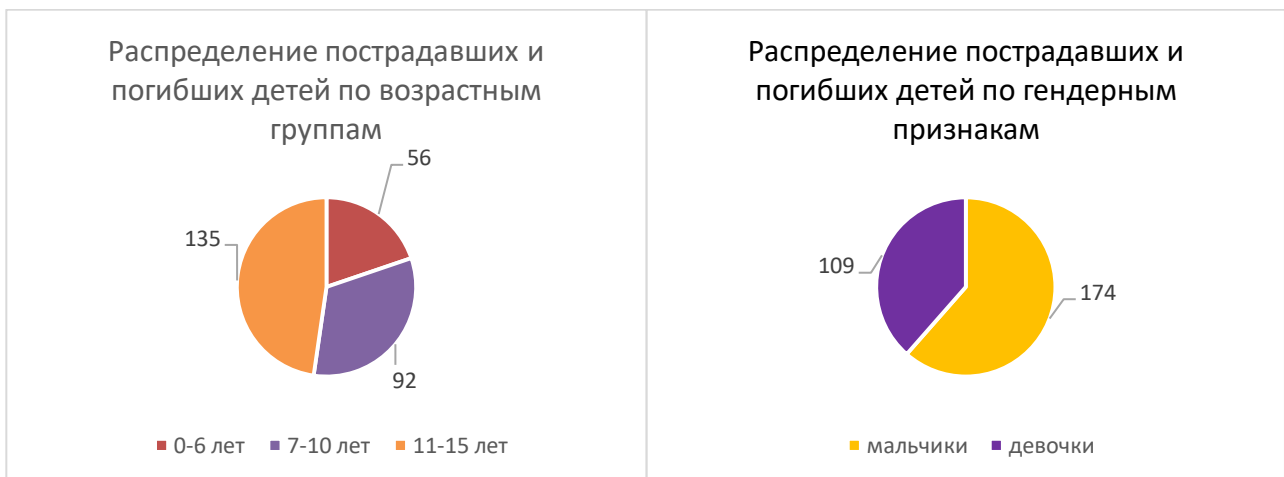 Распределение пострадавших и
погибших детей по возрастным
группам
56
135
92
0-6 лет 7-10 лет 11-15 лет
Распределение пострадавших и
погибших детей по гендерным
признакам
109
174
мальчики девочки